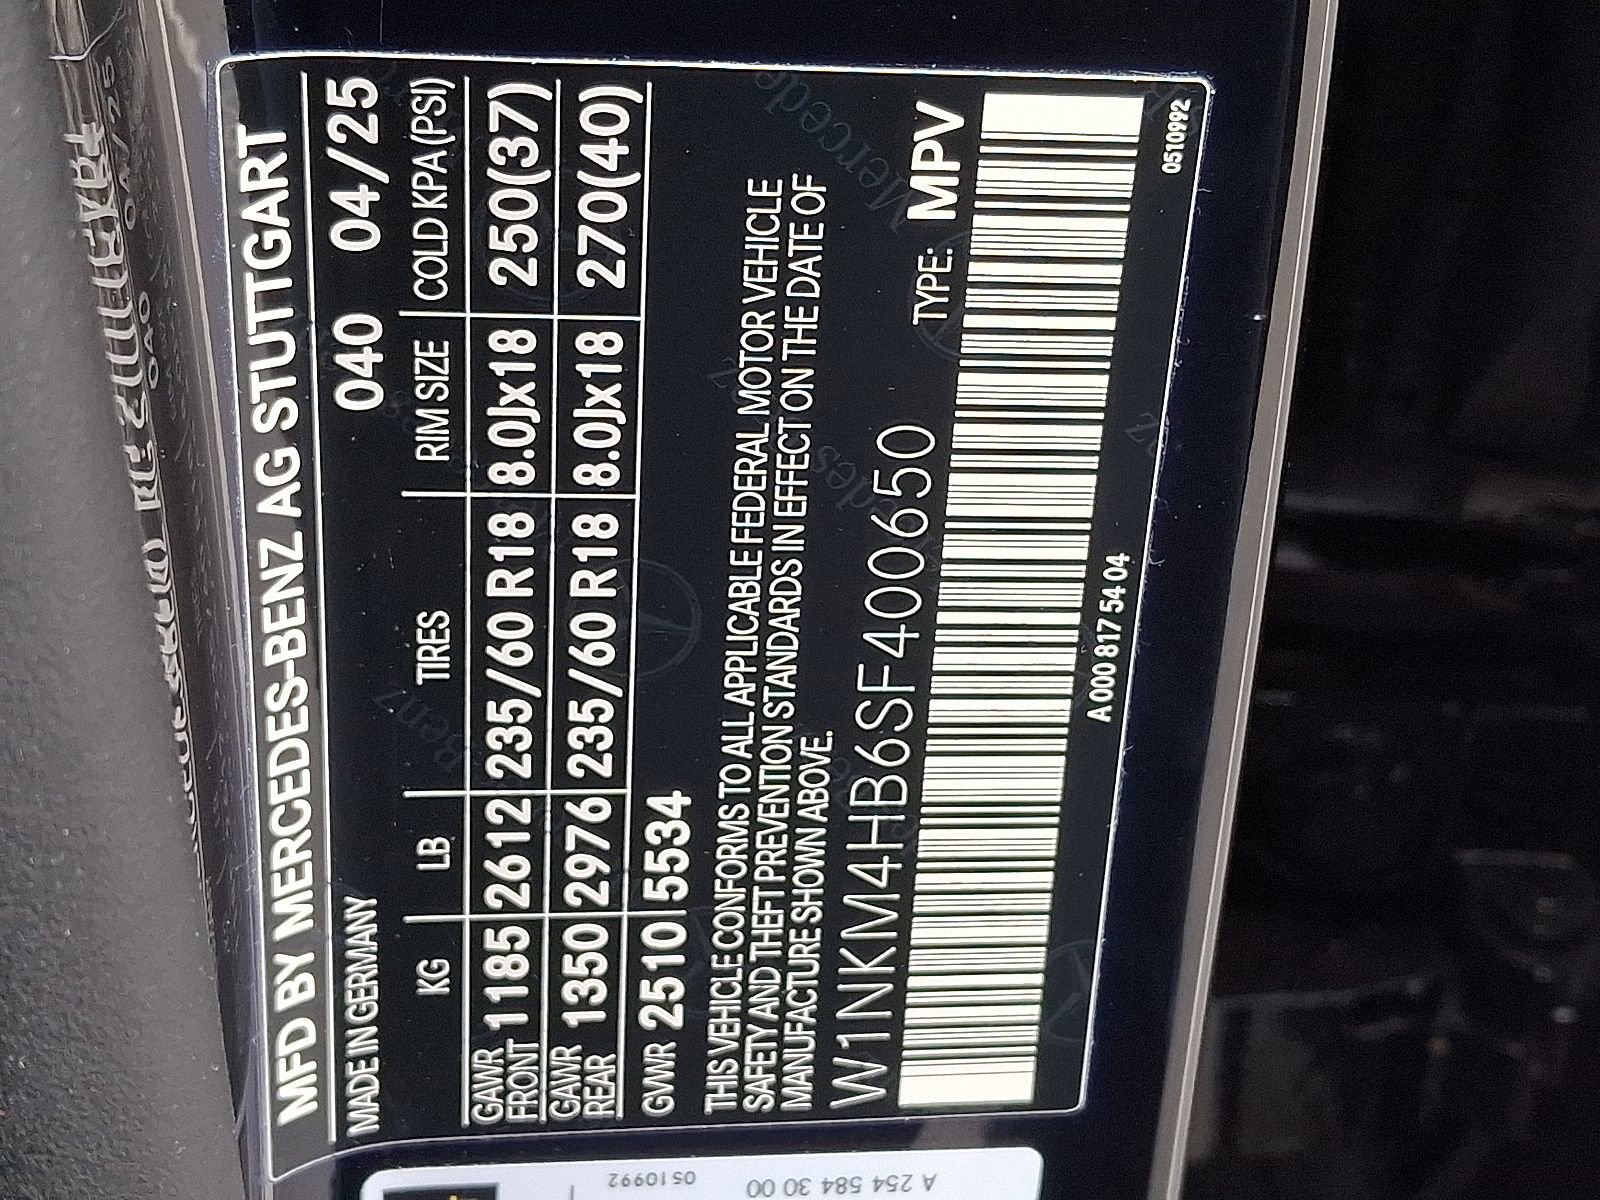 MFD BY MERCEDES-BENZ AG STUTTGART
MADE IN GERMANY 040 04/25
KG LB TIRES RIM SIZE COLD KPA(PSI)
GAWR FRONT 1185 2612 235/60 R18 8.0Jx18 250(37)
GAWR REAR 1350 2976 235/60 R18 8.0Jx18 270(40)
GVWR 2510 5534
THIS VEHICLE CONFORMS TO ALL APPLICABLE FEDERAL MOTOR VEHICLE
SAFETY AND THEFT PREVENTION STANDARDS IN EFFECT ON THE DATE OF
MANUFACTURE SHOWN ABOVE.
W1NKM4HB6SF400650 TYPE: MPV
A 000 817 54 04 0510992
0510992
A 254 584 30 00